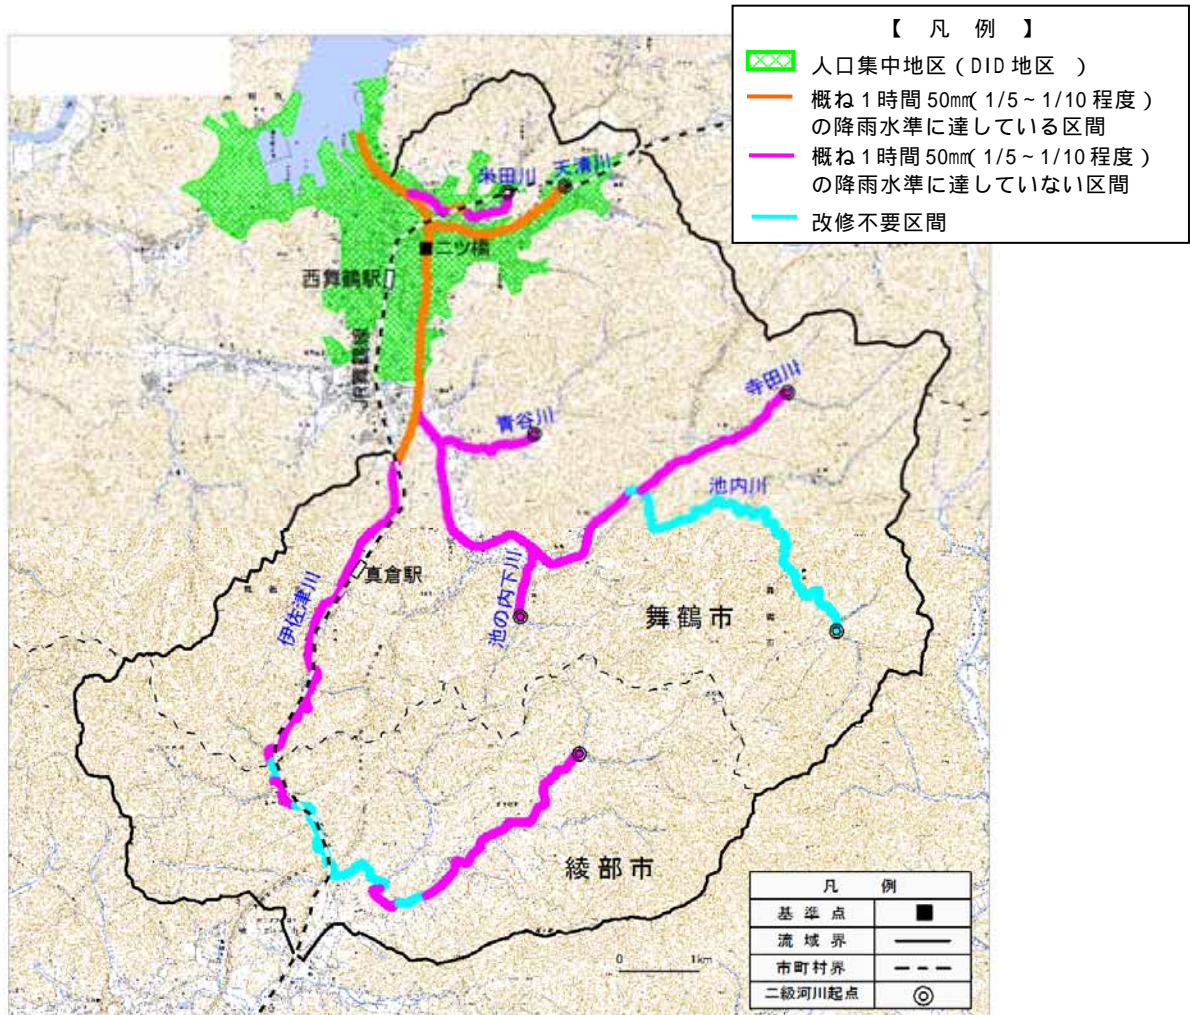 【 凡 例 】
人口集中地区（DID地区 ）
概ね１時間50㎜（1/5～1/10程度）
の降雨水準に達している区間
概ね１時間50㎜（1/5～1/10程度）
の降雨水準に達していない区間
改修不要区間
米田川
天清川
二ツ橋
西舞鶴駅
JR舞鶴線
青谷川
寺田川
池内川
池の内下川
真倉駅
伊佐津川
舞鶴市
綾部市
0
1km
凡 例
基準点
流域界
市町村界
二級河川起点